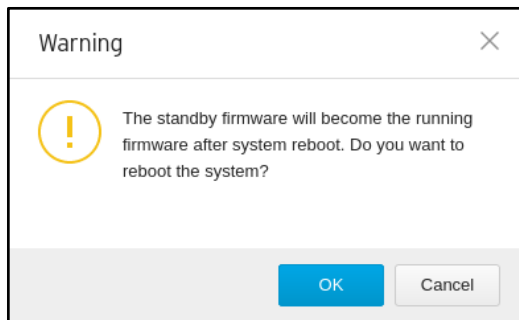 Warning
The standby firmware will become the running
firmware after system reboot. Do you want to
reboot the system?
OK
Cancel